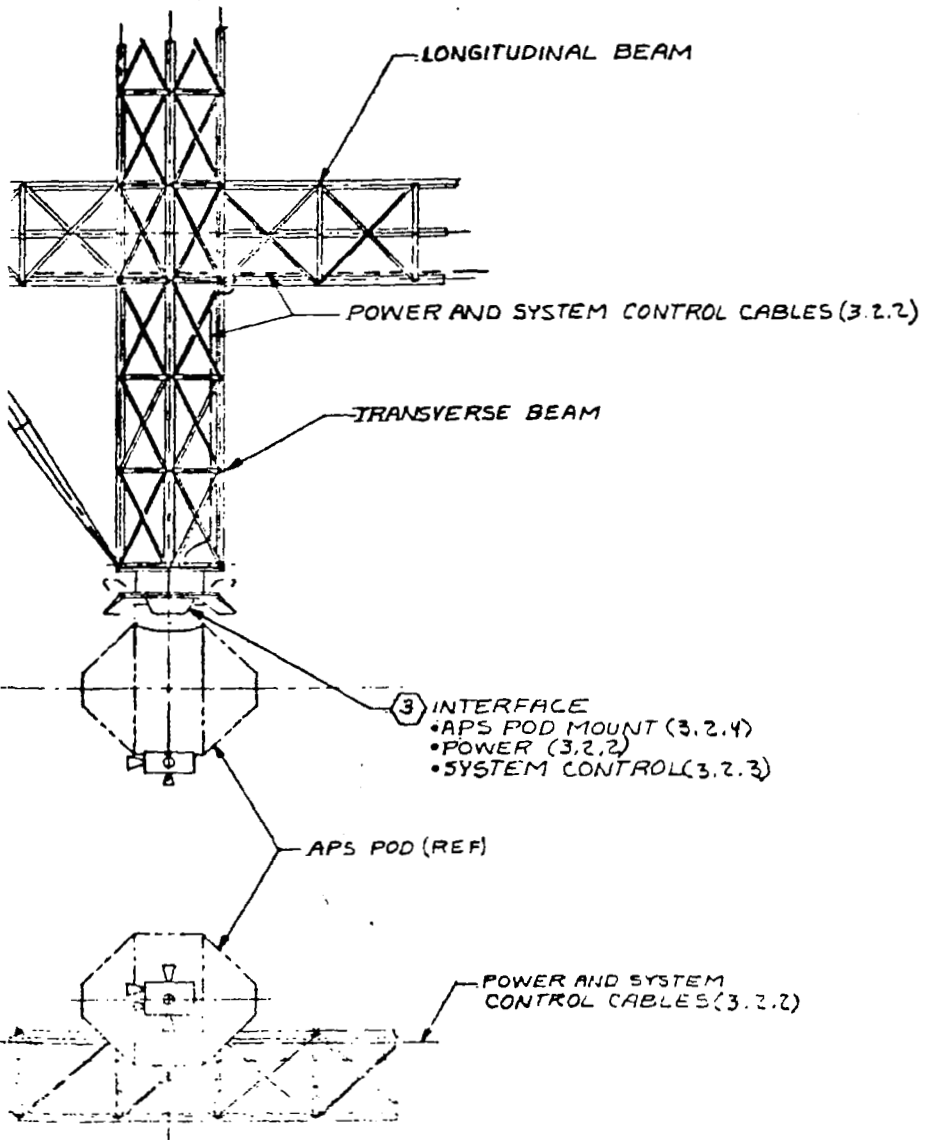 LONGITUDINAL BEAM
POWER AND SYSTEM CONTROL CABLES (3.2.2)
TRANSVERSE BEAM
3 INTERFACE
•APS POD MOUNT (3.2.4)
•POWER (3.2.2)
•SYSTEM CONTROL (3.2.3)
APS POD (REF)
POWER AND SYSTEM
CONTROL CABLES (3.2.2)